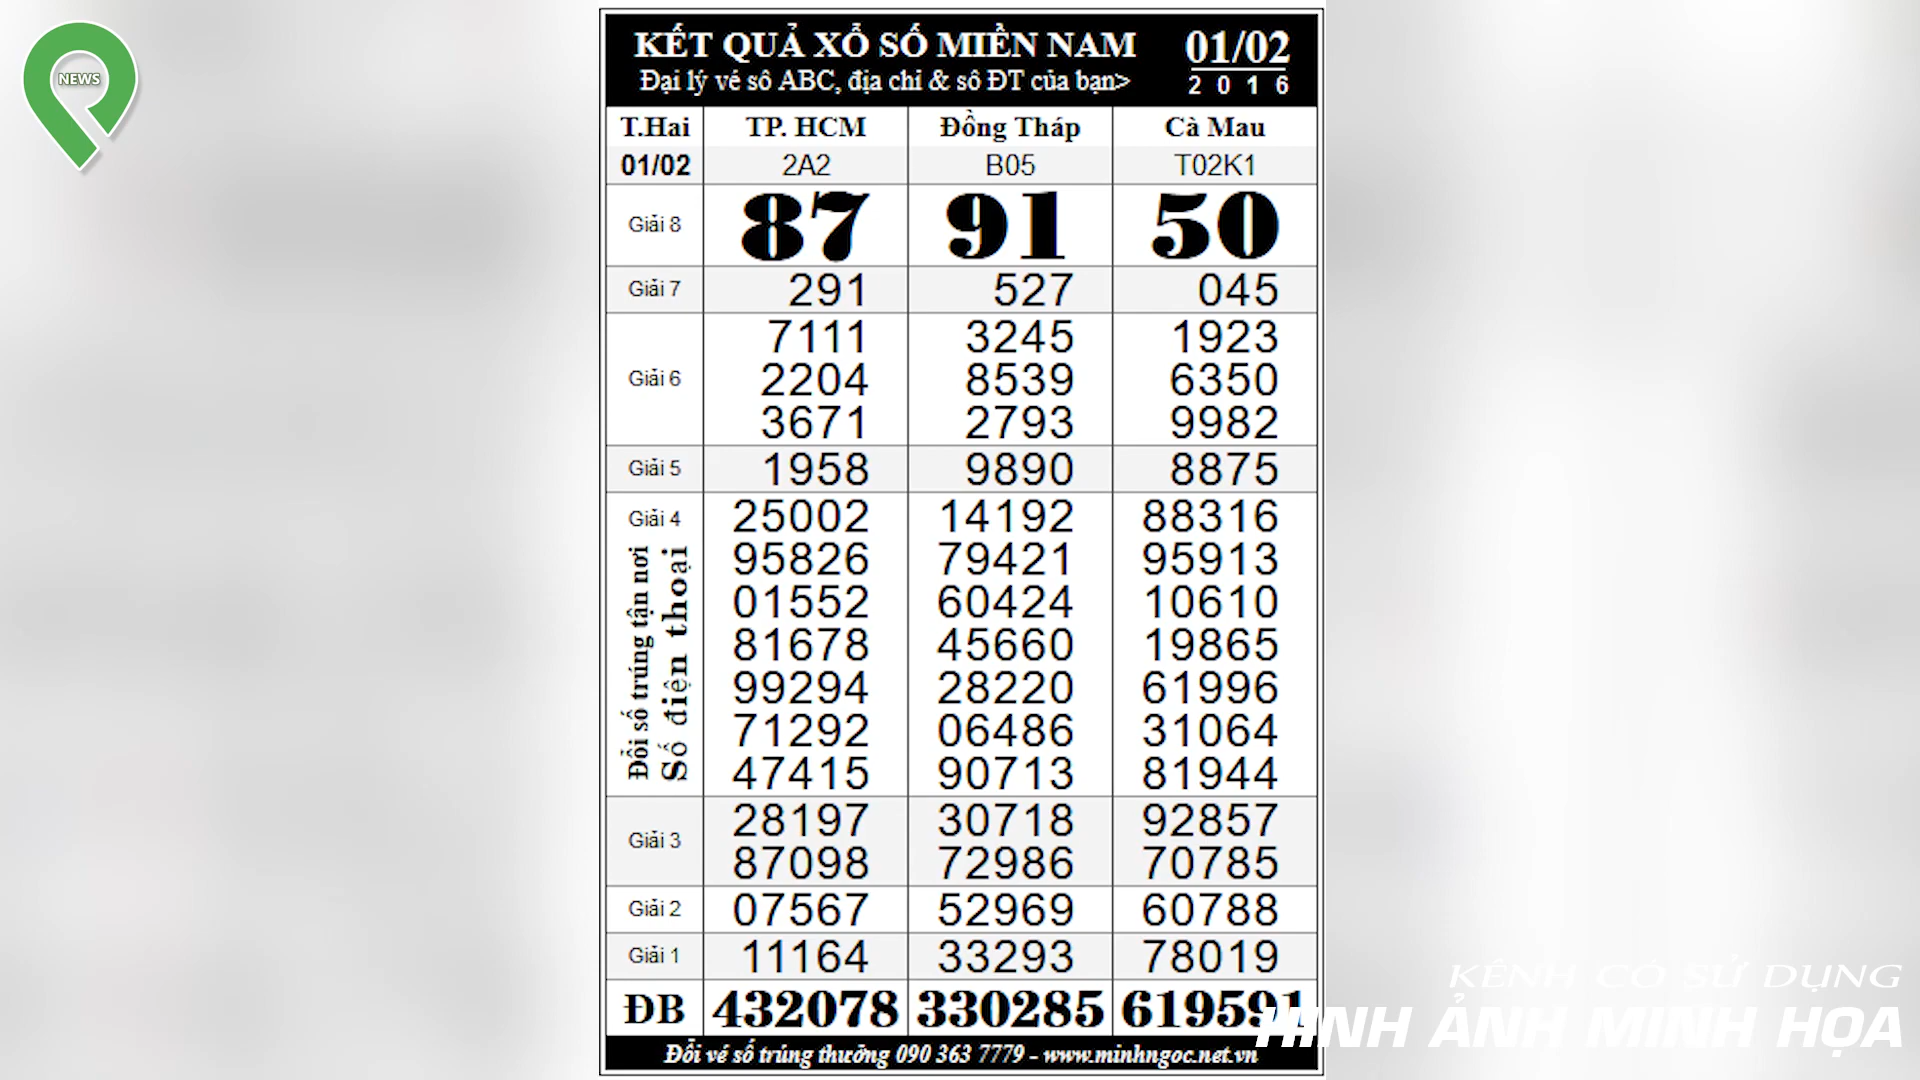 NEWS
KẾT QUẢ XỔ SỐ MIỀN NAM 01/02
Đại lý vé số ABC, địa chỉ & số ĐT của bạn> 2016
T.Hai TP. HCM Đồng Tháp Cà Mau
01/02 2A2 B05 T02K1
Giải 8 87 91 50
Giải 7 291 527 045
7111 3245 1923
Giải 6 2204 8539 6350
3671 2793 9982
Giải 5 1958 9890 8875
Giải 4 25002 14192 88316
95826 79421 95913
01552 60424 10610
81678 45660 19865
99294 28220 61996
71292 06486 31064
47415 90713 81944
Đổi số trúng tận nơi
Số điện thoại
28197 30718 92857
Giải 3
87098 72986 70785
Giải 2 07567 52969 60788
Giải 1 11164 33293 78019
ĐB 432078 330285 619591
Đổi vé số trúng thưởng 090 363 7779 - www.minhngoc.net.vn
KÊNH CÓ SỬ DỤNG
HÌNH ẢNH MINH HỌA